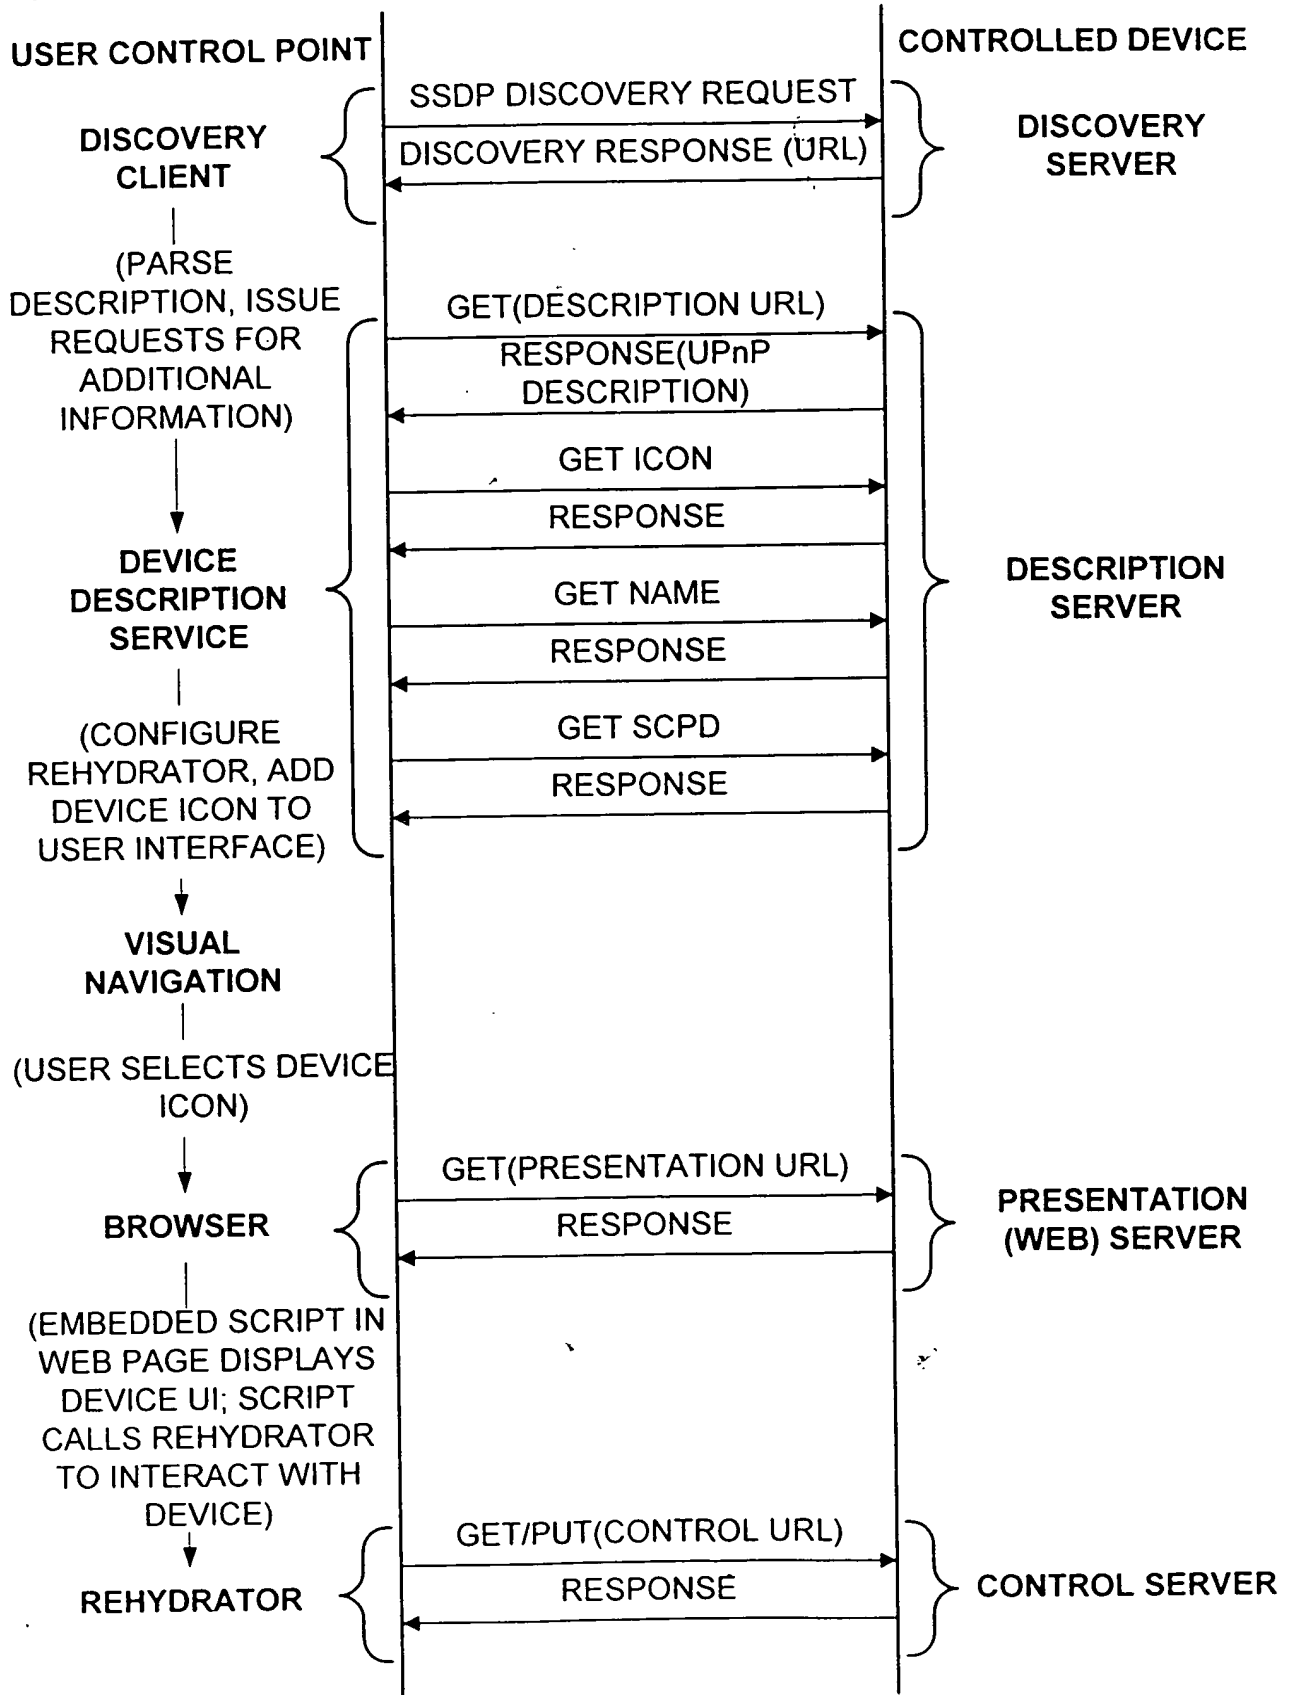 USER CONTROL POINT
CONTROLLED DEVICE
SSDP DISCOVERY REQUEST
DISCOVERY RESPONSE (URL)
DISCOVERY
CLIENT
DISCOVERY
SERVER
(PARSE
DESCRIPTION, ISSUE
REQUESTS FOR
ADDITIONAL
INFORMATION)
GET(DESCRIPTION URL)
RESPONSE(UPnP
DESCRIPTION)
GET ICON
RESPONSE
DEVICE
DESCRIPTION
SERVICE
GET NAME
RESPONSE
DESCRIPTION
SERVER
GET SCPD
RESPONSE
(CONFIGURE
REHYDRATOR, ADD
DEVICE ICON TO
USER INTERFACE)
VISUAL
NAVIGATION
(USER SELECTS DEVICE
ICON)
GET(PRESENTATION URL)
RESPONSE
BROWSER
PRESENTATION
(WEB) SERVER
(EMBEDDED SCRIPT IN
WEB PAGE DISPLAYS
DEVICE UI; SCRIPT
CALLS REHYDRATOR
TO INTERACT WITH
DEVICE)
GET/PUT(CONTROL URL)
RESPONSE
REHYDRATOR
CONTROL SERVER